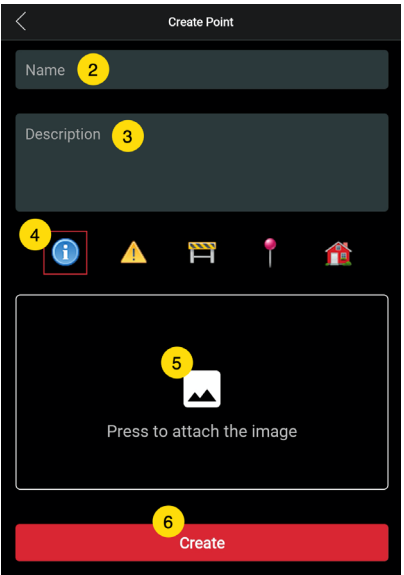 Create Point
Name 2
Description 3
4
i
5
Press to attach the image
6
Create